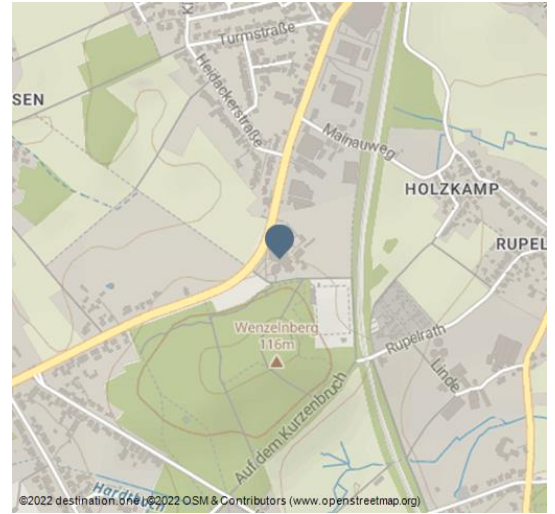 Turmstraße
SEN
Heidackerstraße
Mainauweg
HOLZKAMP
RUPEL
Wenzelnberg
116m
Rupelrath
Linde
Auf dem Kurzenbruch
Hardtbach
©2022 destination.one, ©2022 OSM & Contributors (www.openstreetmap.org)